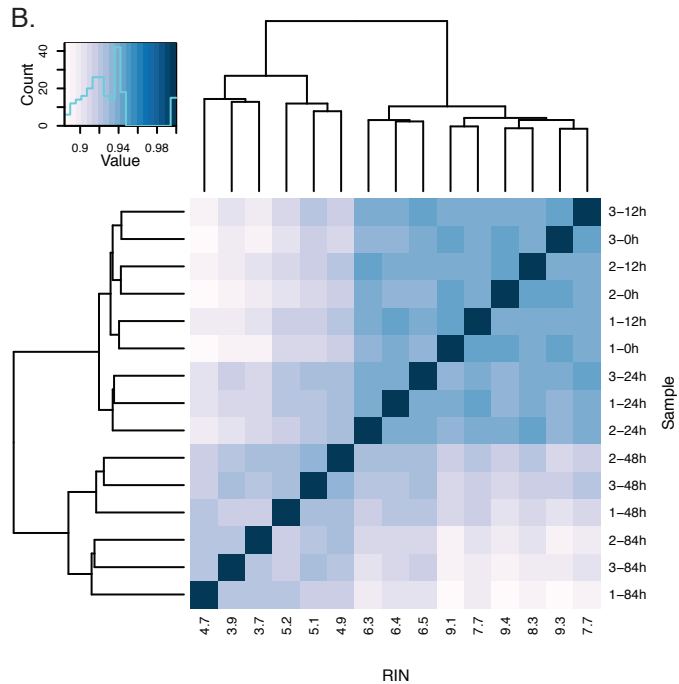 B.
Count
0
20
40
0.9 0.94 0.98
Value
3−12h
3−0h
2−12h
2−0h
1−12h
1−0h
3−24h
1−24h
2−24h
2−48h
3−48h
1−48h
2−84h
3−84h
1−84h
Sample
4.7 3.9 3.7 5.2 5.1 4.9 6.3 6.4 6.5 9.1 7.7 9.4 8.3 9.3 7.7
RIN